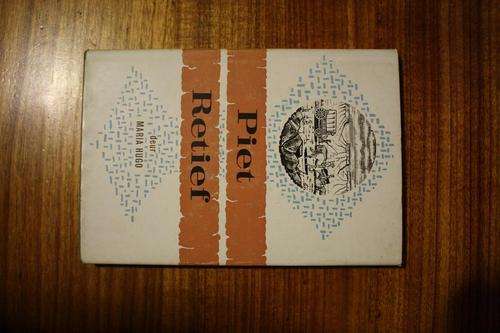 Piet
Retief
deur
MARIA HUGO